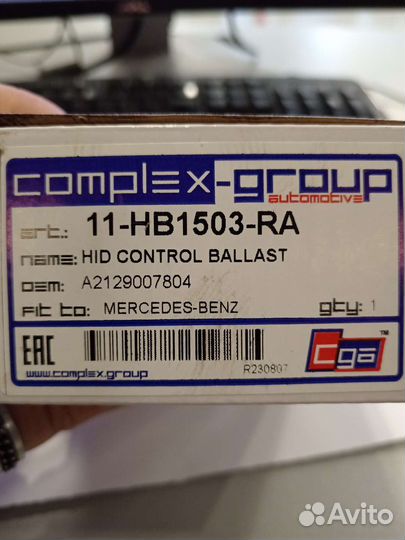 complex-group
automotive
art.: 11-HB1503-RA
name: HID CONTROL BALLAST
oem: A2129007804
fit to: MERCEDES-BENZ qty: 1
EAC
cga ™
www.complex.group
R230807
Avito